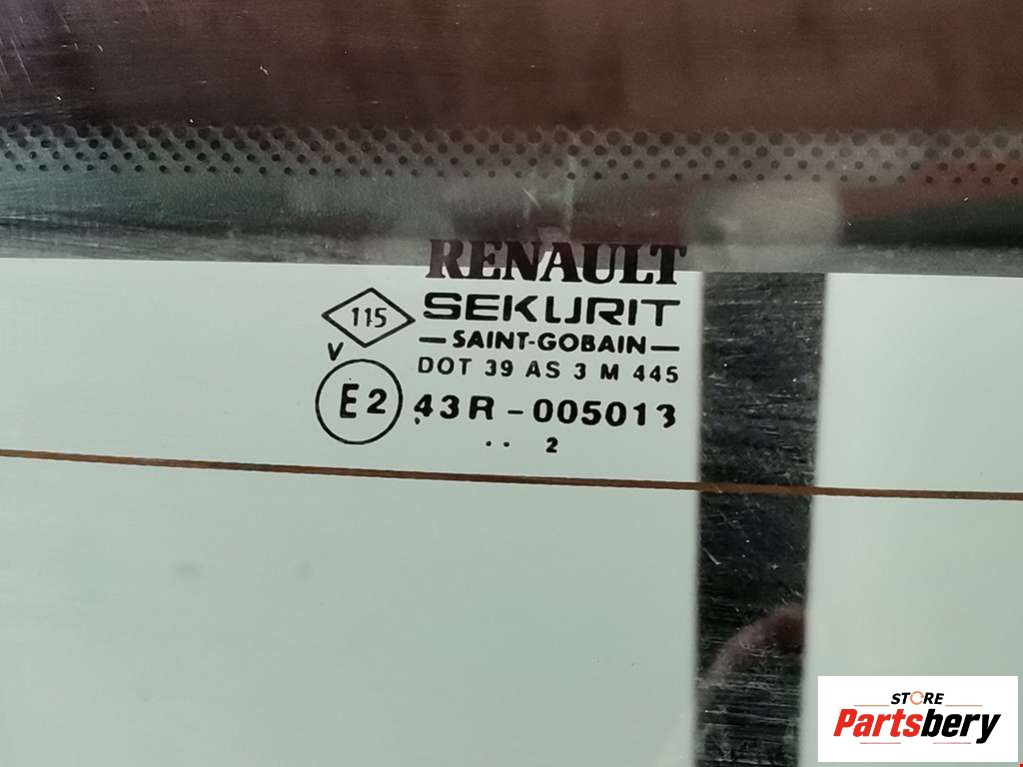 RENAULT
115
SEKURIT
—SAINT-GOBAIN—
V
DOT 39 AS 3 M 445
E2
43R-005013
.. 2
STORE
Partsbery